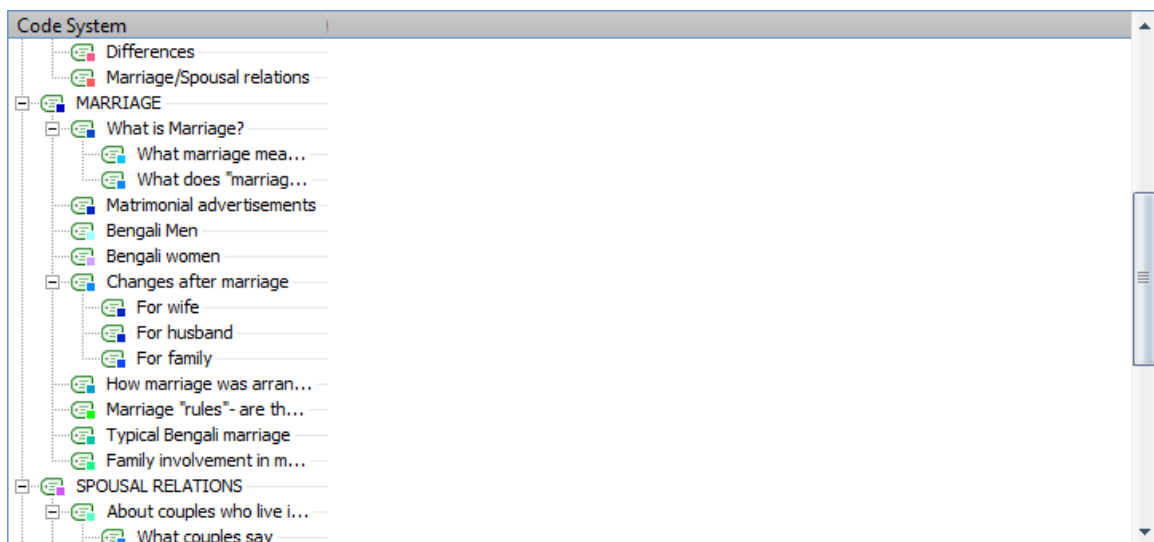 Code System
Differences
Marriage/Spousal relations
MARRIAGE
What is Marriage?
What marriage mea...
What does "marriag...
Matrimonial advertisements
Bengali Men
Bengali women
Changes after marriage
For wife
For husband
For family
How marriage was arran...
Marriage "rules"- are th...
Typical Bengali marriage
Family involvement in m...
SPOUSAL RELATIONS
About couples who live i...
What couples say